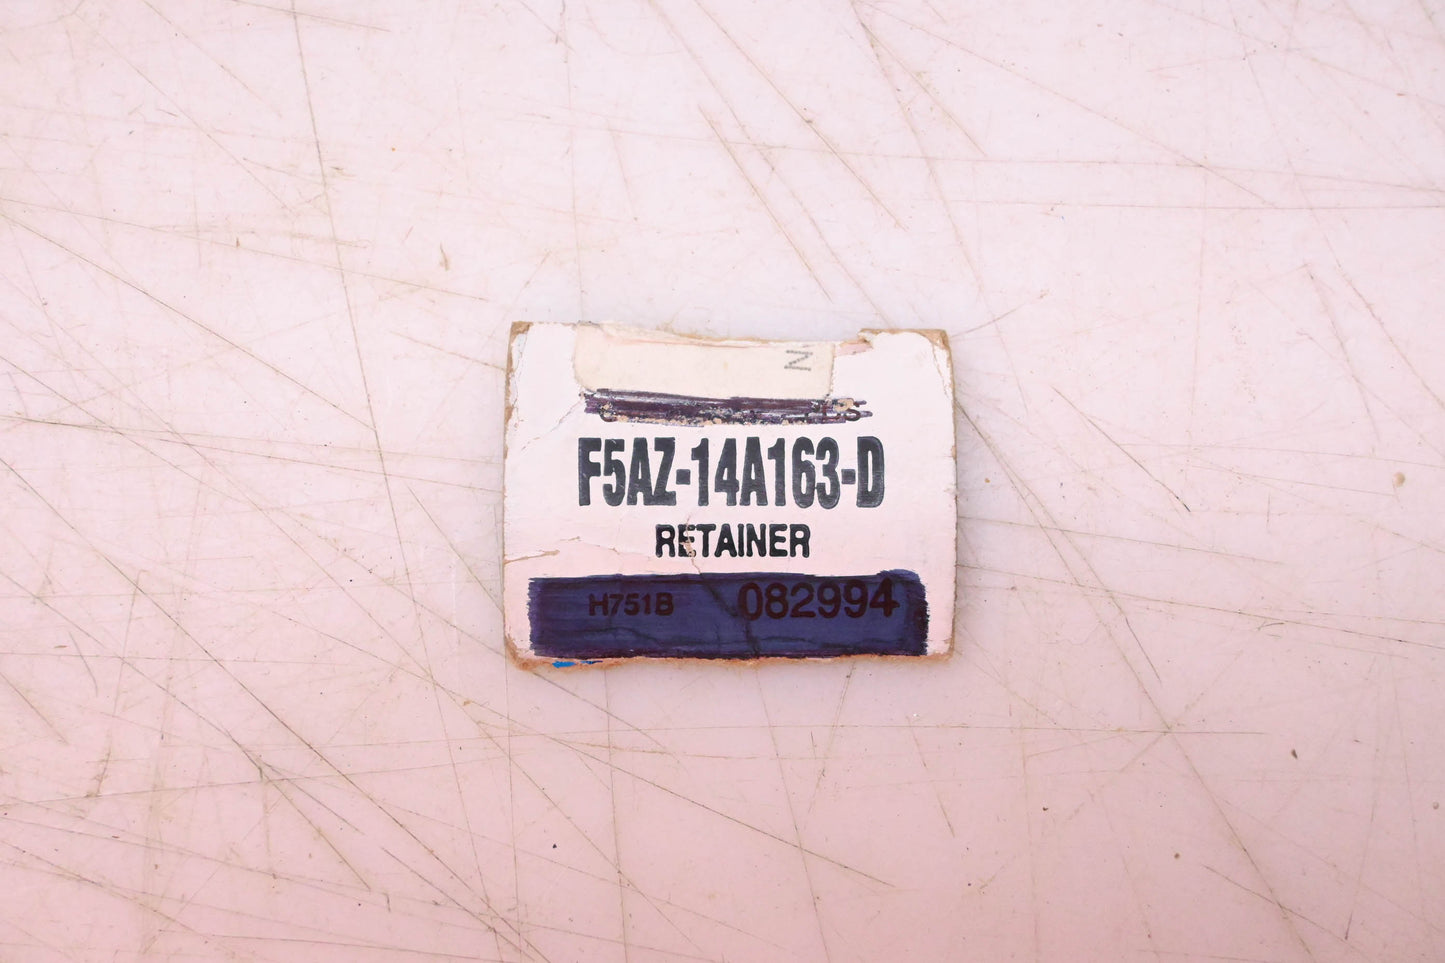 N
F5AZ-14A163-D
RETAINER
H751B 082994